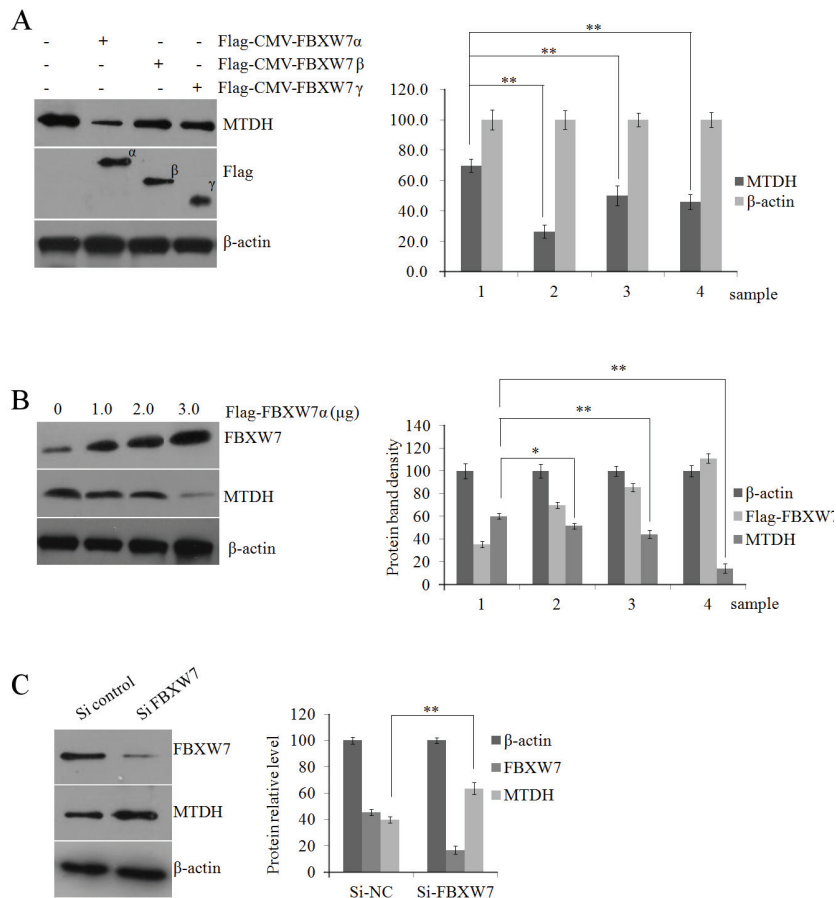 A
- + - - Flag-CMV-FBXW7α
- - + - Flag-CMV-FBXW7 β
- - - + Flag-CMV-FBXW7 γ
MTDH
α
Flag
β
γ
β-actin
**
**
**
120.0
100.0
80.0
60.0
40.0
20.0
0.0
1 2 3 4 sample
MTDH
β-actin
B
0 1.0 2.0 3.0 Flag-FBXW7α (μg)
FBXW7
MTDH
β-actin
**
**
*
Protein band density
140
120
100
80
60
40
20
0
1 2 3 4 sample
β-actin
Flag-FBXW7
MTDH
C
Si control Si FBXW7
FBXW7
MTDH
β-actin
**
Protein relative level
120
100
80
60
40
20
0
Si-NC Si-FBXW7
β-actin
FBXW7
MTDH